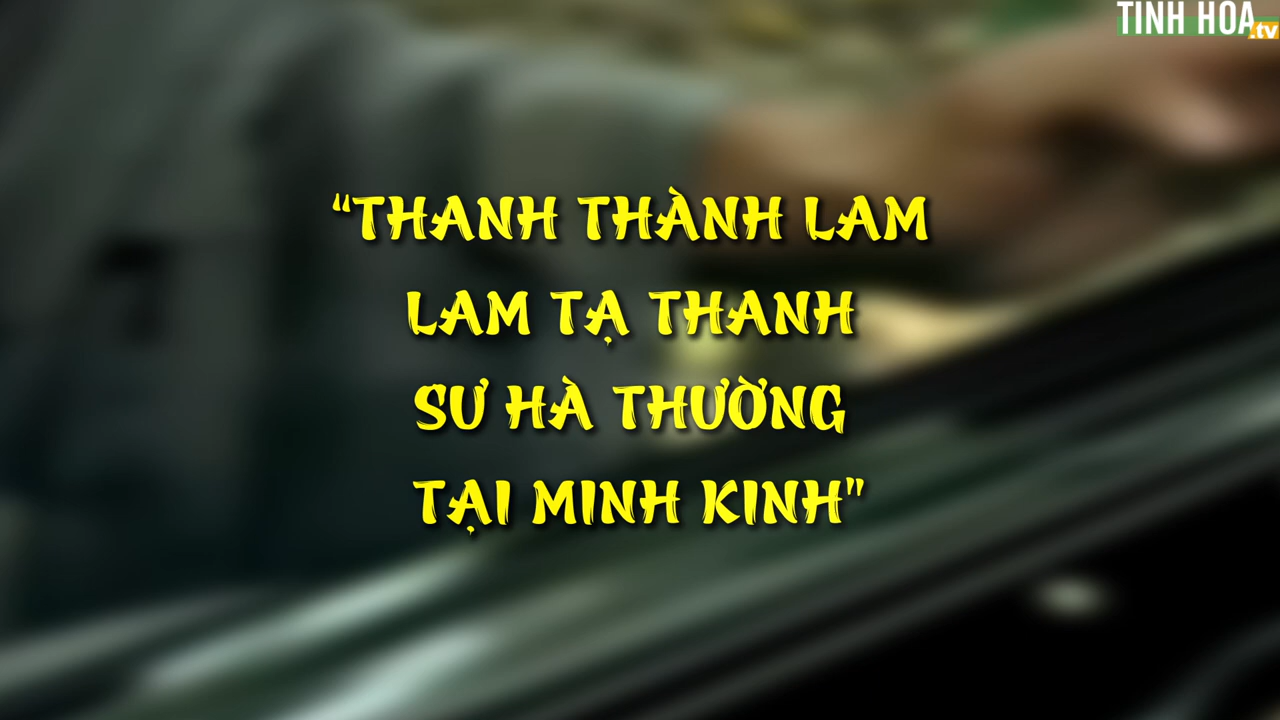 TINH HOA
.tv
“THANH THÀNH LAM
LAM TẠ THANH
SƯ HÀ THƯỜNG
TẠI MINH KINH"